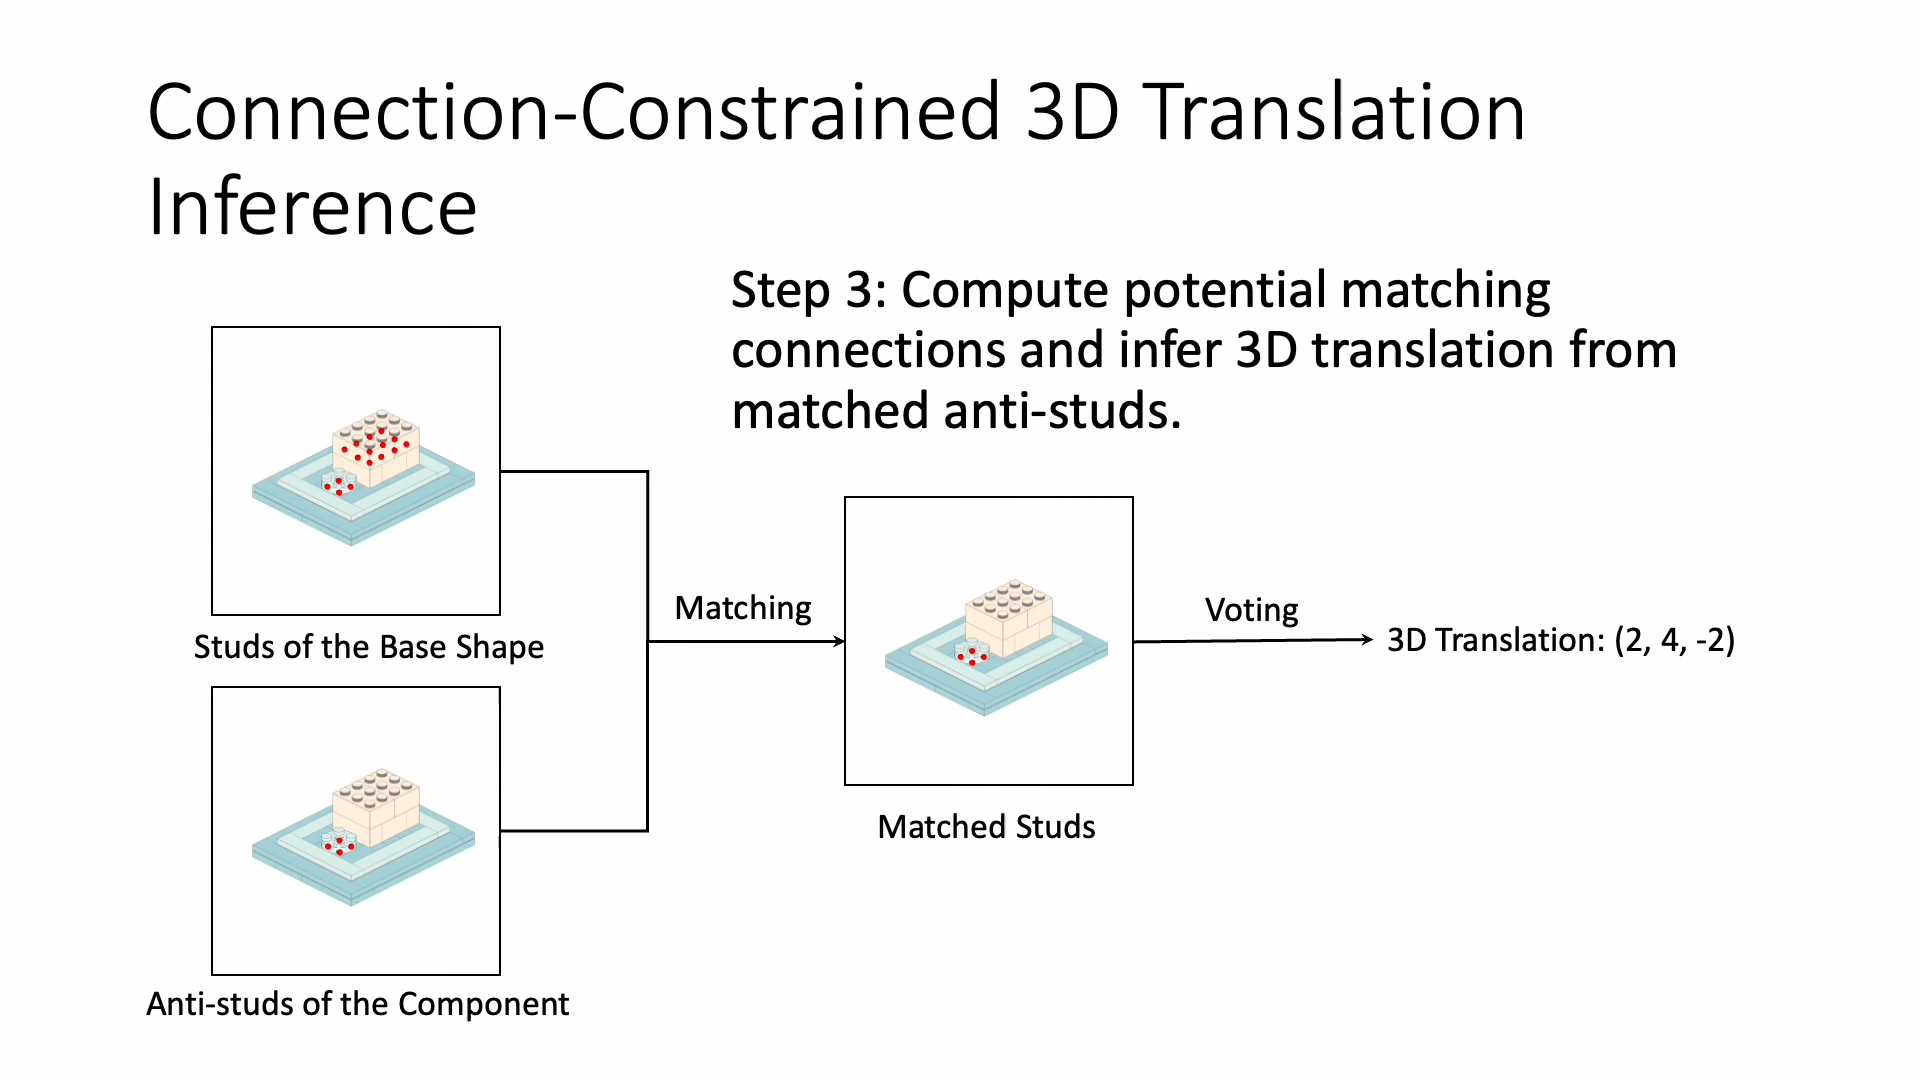 Connection-Constrained 3D Translation
Inference
Step 3: Compute potential matching
connections and infer 3D translation from
matched anti-studs.
Studs of the Base Shape
Matching
Voting
3D Translation: (2, 4, -2)
Matched Studs
Anti-studs of the Component